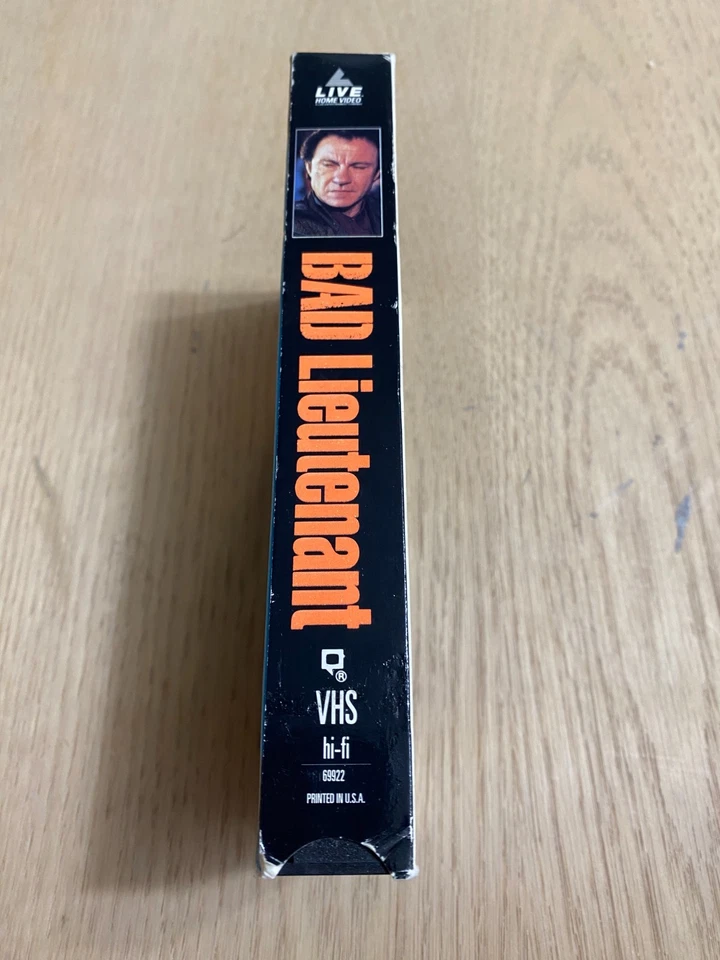 LIVE
HOME VIDEO
BAD Lieutenant
®
VHS
hi-fi
69922
PRINTED IN U.S.A.